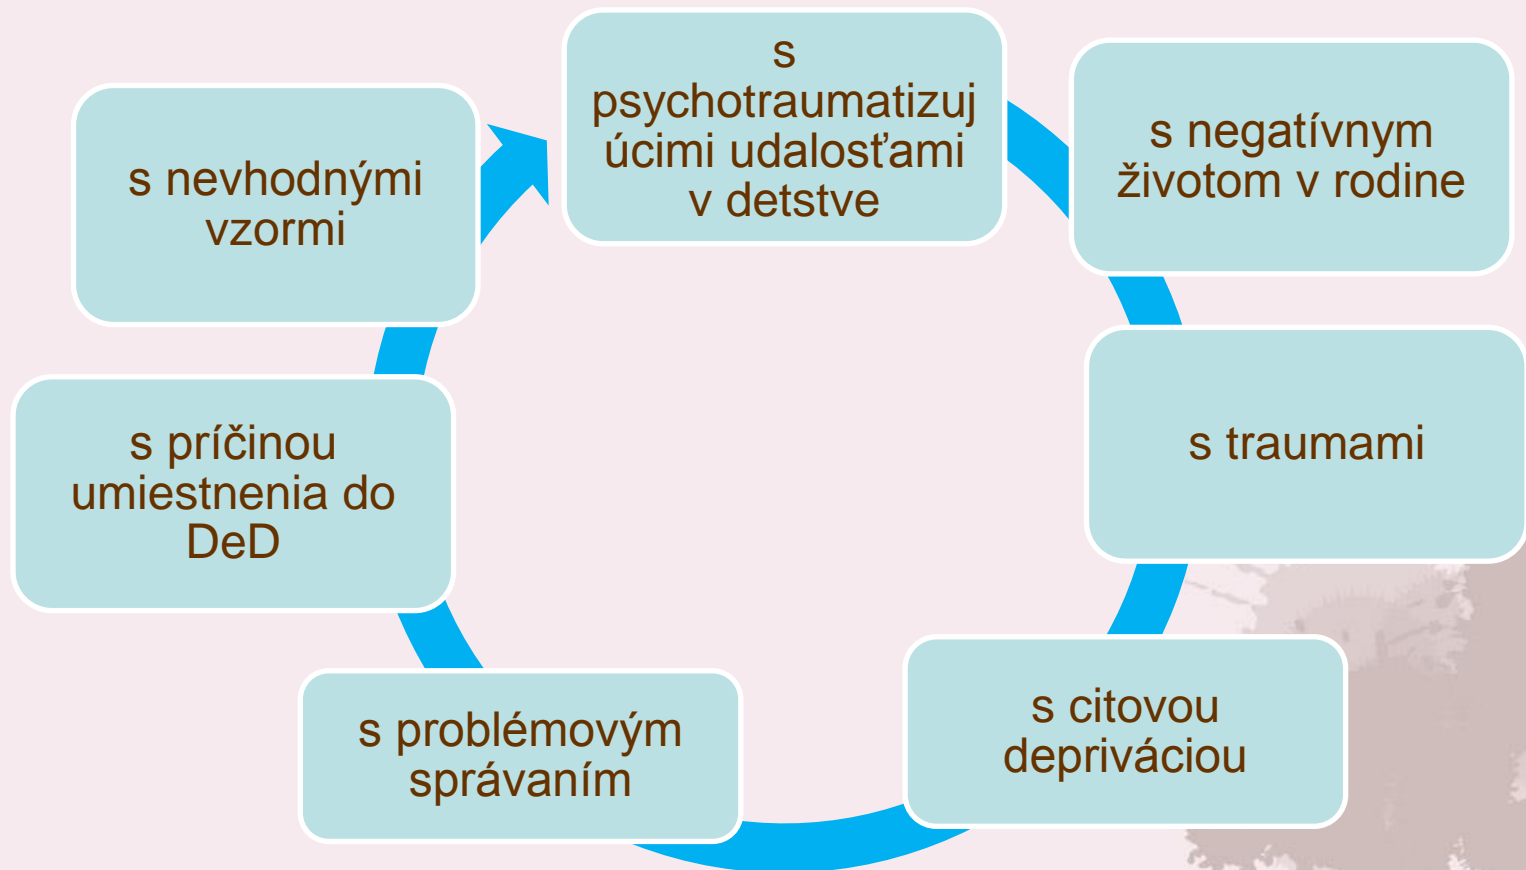 s
psychotraumatizuj
úcimi udalosťami
v detstve
s negatívnym
životom v rodine
s traumami
s citovou
depriváciou
s problémovým
správaním
s príčinou
umiestnenia do
DeD
s nevhodnými
vzormi